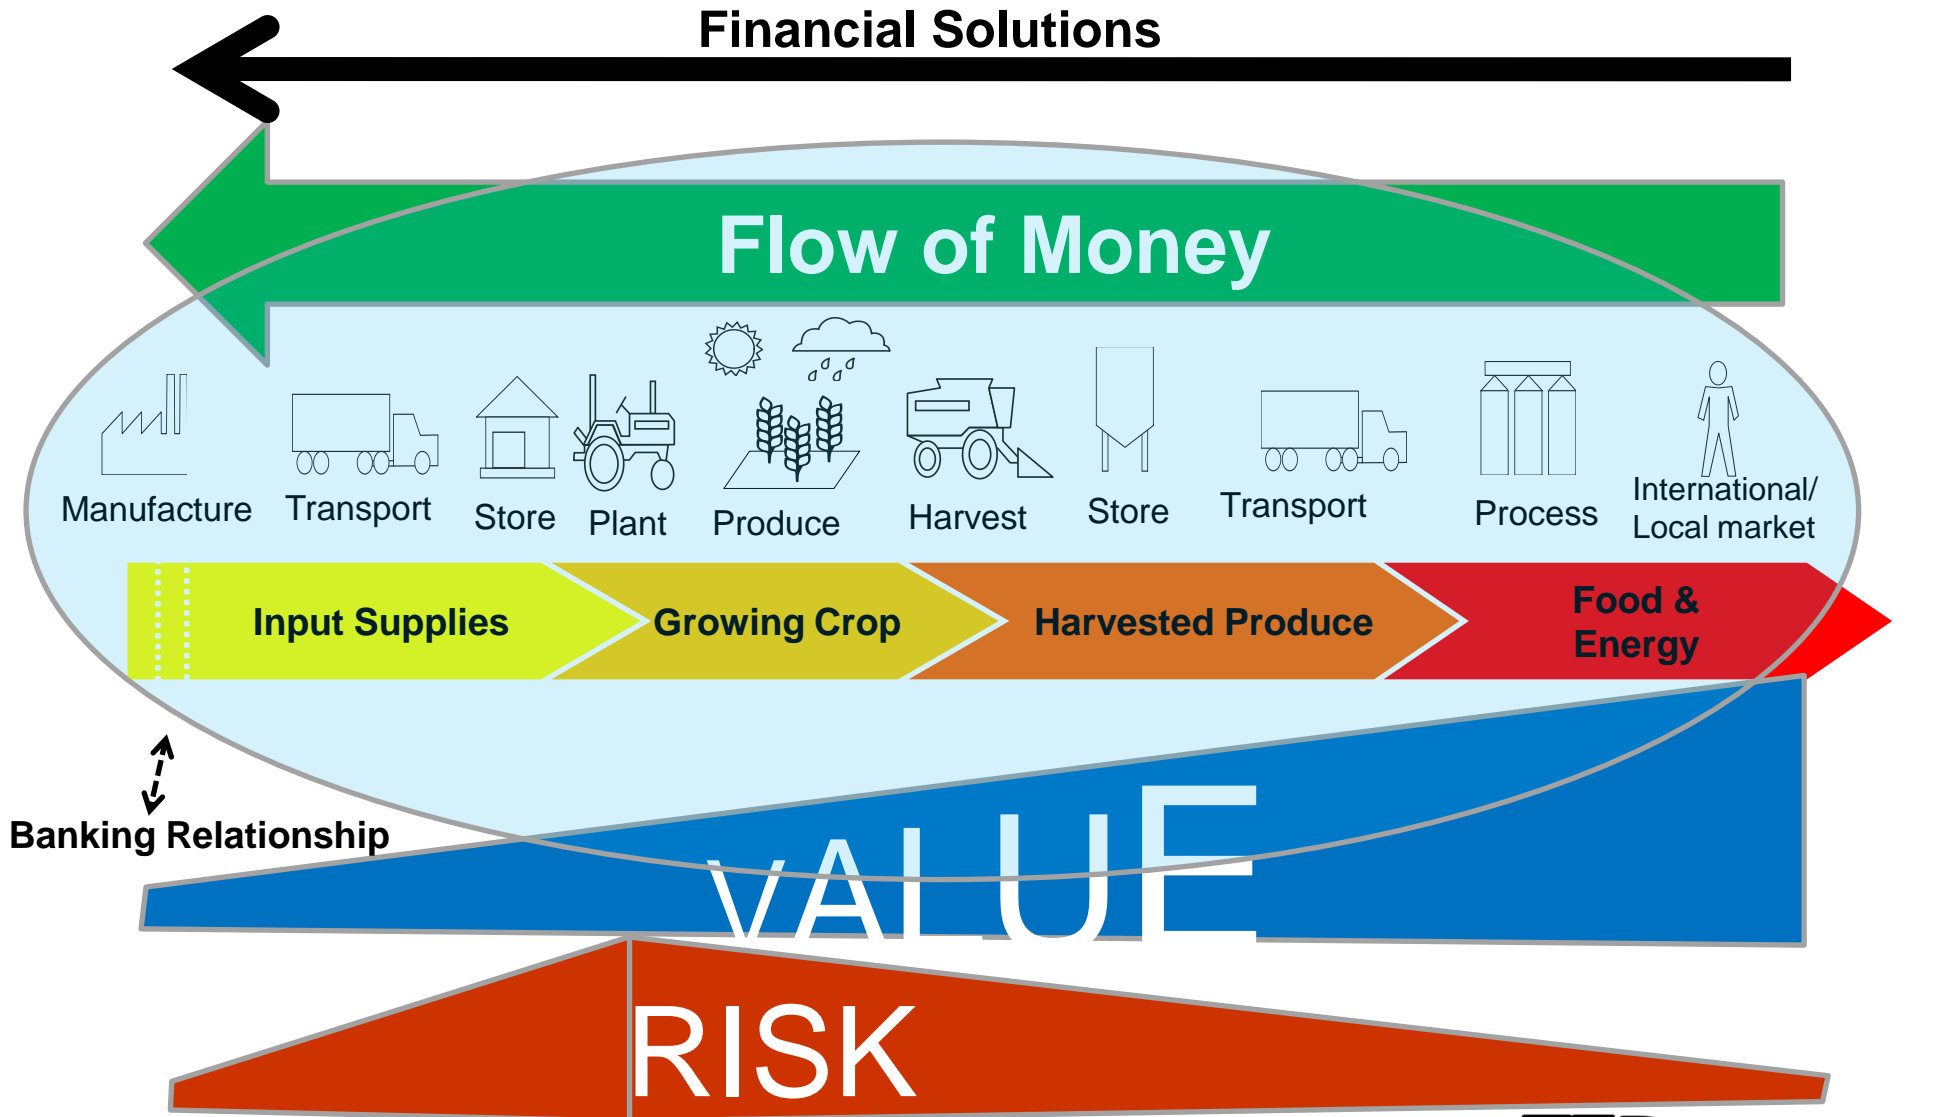 Financial Solutions
Flow of Money
Manufacture
Transport
Store
Plant
Produce
Harvest
Store
Transport
Process
International/
Local market
Input Supplies
Growing Crop
Harvested Produce
Food &
Energy
Banking Relationship
VALUE
RISK